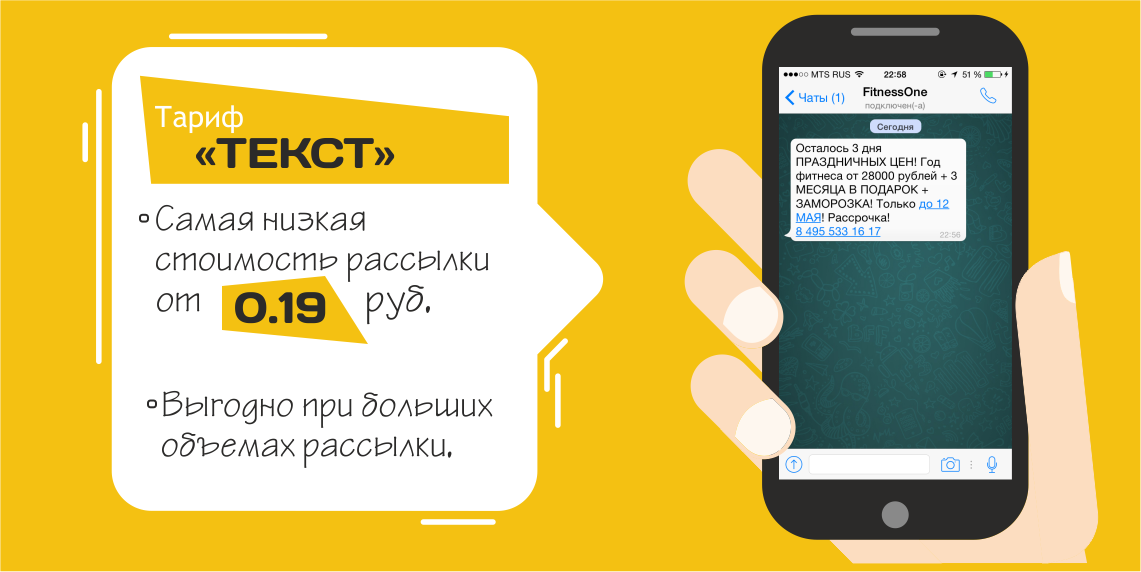 Тариф
«ТЕКСТ»
Самая низкая
стоимость рассылки
от 0.19 руб.
Выгодно при больших
объемах рассылки.
MTS RUS 22:58 51 %
Чаты (1) FitnessOne
подключен(-а)
Сегодня
Осталось 3 дня
ПРАЗДНИЧНЫХ ЦЕН! Год
фитнеса от 28000 рублей + 3
МЕСЯЦА В ПОДАРОК +
ЗАМОРОЗКА! Только до 12
МАЯ! Рассрочка!
8 495 533 16 17 22:56